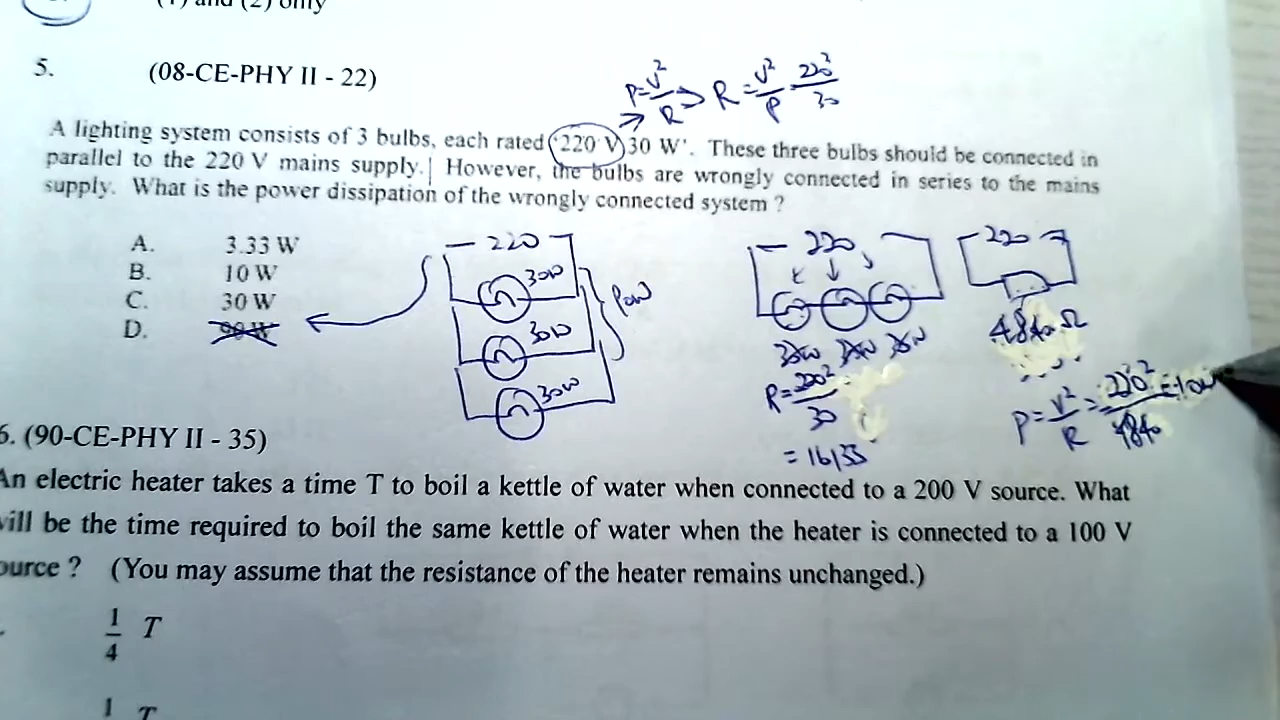 (1) and (2) only
5. (08-CE-PHY II - 22)
P=V²/R ⇒ R=V²/P 220²/30
A lighting system consists of 3 bulbs, each rated '220 V 30 W'. These three bulbs should be connected in
parallel to the 220 V mains supply. However, the bulbs are wrongly connected in series to the mains
supply. What is the power dissipation of the wrongly connected system ?
A. 3.33 W
B. 10 W
C. 30 W
D. 90 W
220
30W
30W
30W
220
30W 30W 30W
R=220²/30
= 16133
220
4840Ω
P=V²/R=220²/4840=10W
6. (90-CE-PHY II - 35)
An electric heater takes a time T to boil a kettle of water when connected to a 200 V source. What
will be the time required to boil the same kettle of water when the heater is connected to a 100 V
ource ? (You may assume that the resistance of the heater remains unchanged.)
1/4 T
1 T